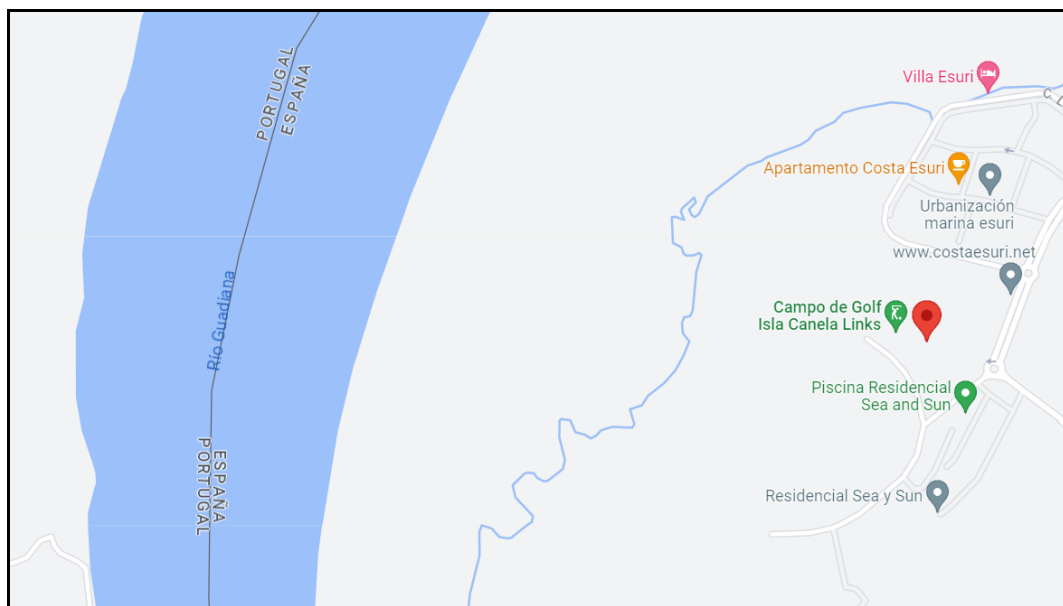 PORTUGAL
ESPAÑA
Villa Esuri
C. L
Apartamento Costa Esuri
Urbanización
marina esuri
www.costaesuri.net
Río Guadiana
Campo de Golf
Isla Canela Links
Piscina Residencial
Sea and Sun
ESPAÑA
PORTUGAL
Residencial Sea y Sun